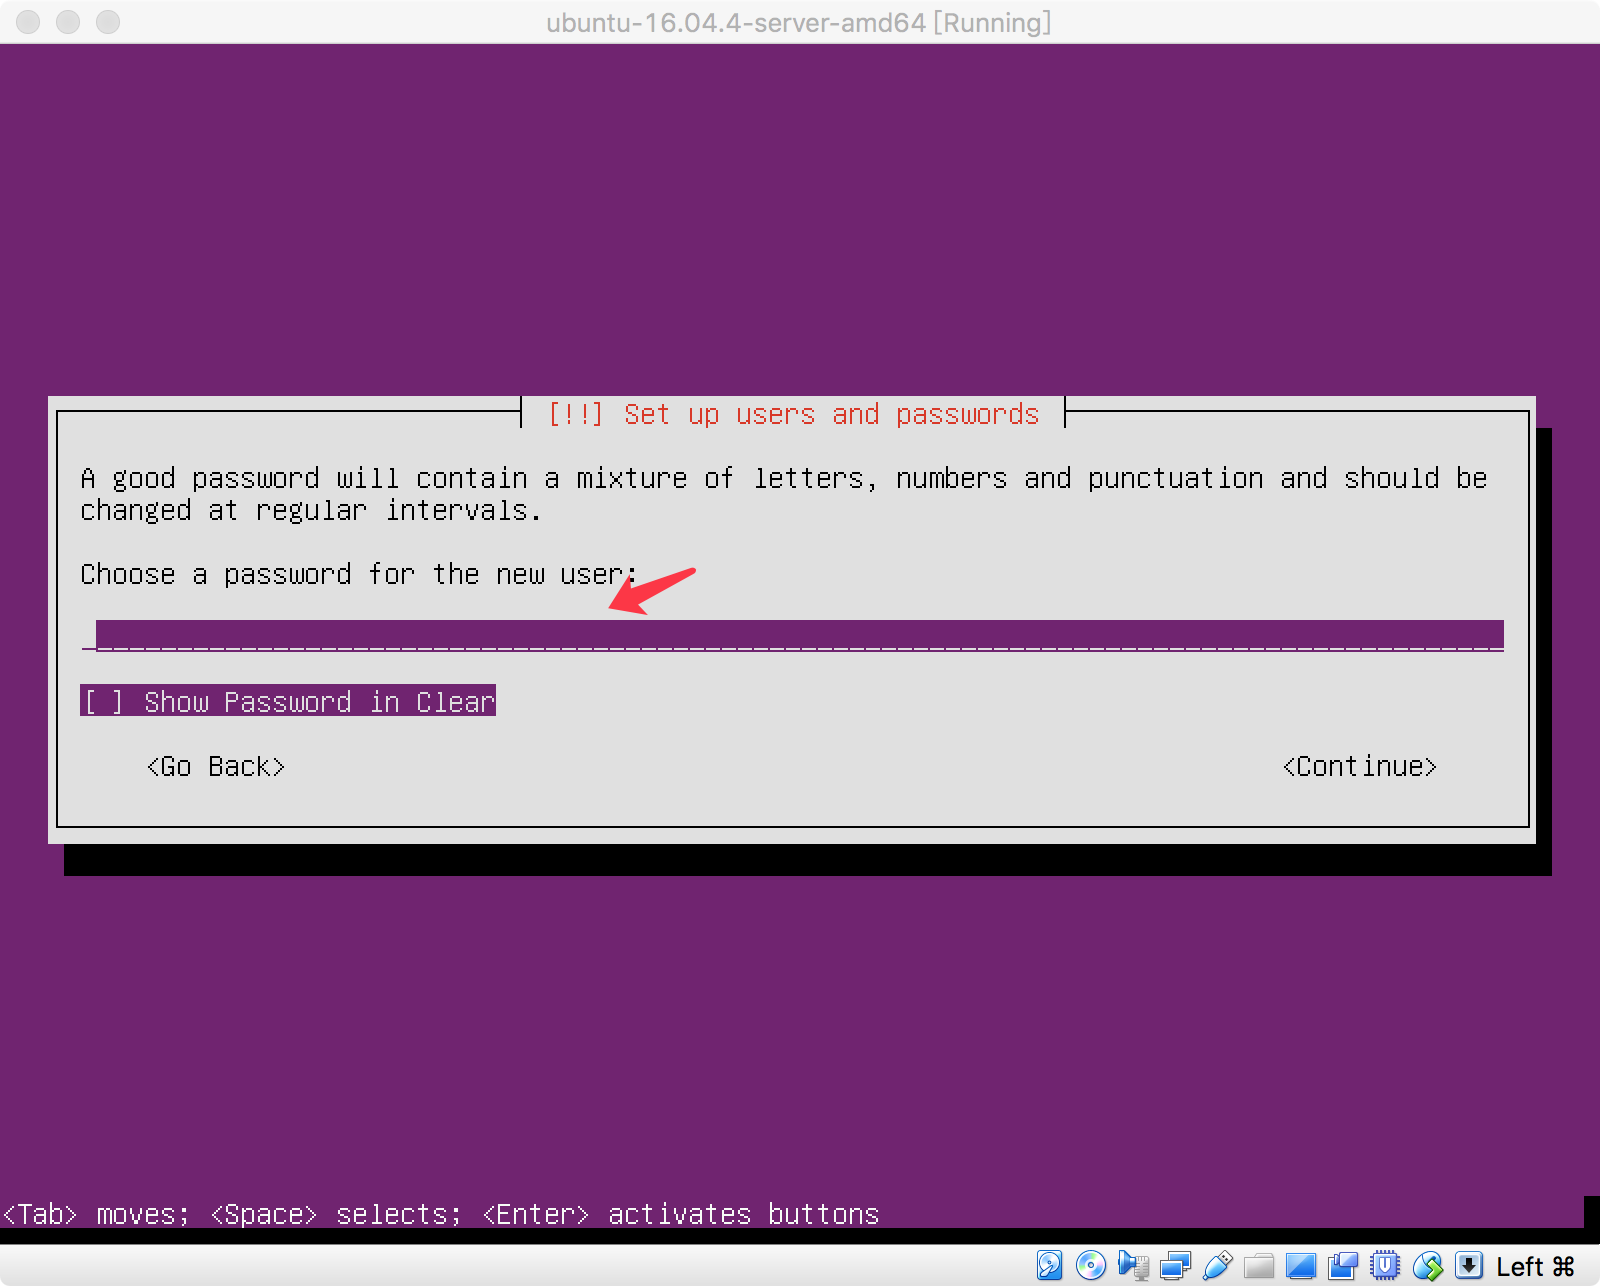 ubuntu-16.04.4-server-amd64 [Running]
[!!] Set up users and passwords
A good password will contain a mixture of letters, numbers and punctuation and should be
changed at regular intervals.
Choose a password for the new user:
[ ] Show Password in Clear
<Go Back> <Continue>
<Tab> moves; <Space> selects; <Enter> activates buttons
Left ⌘